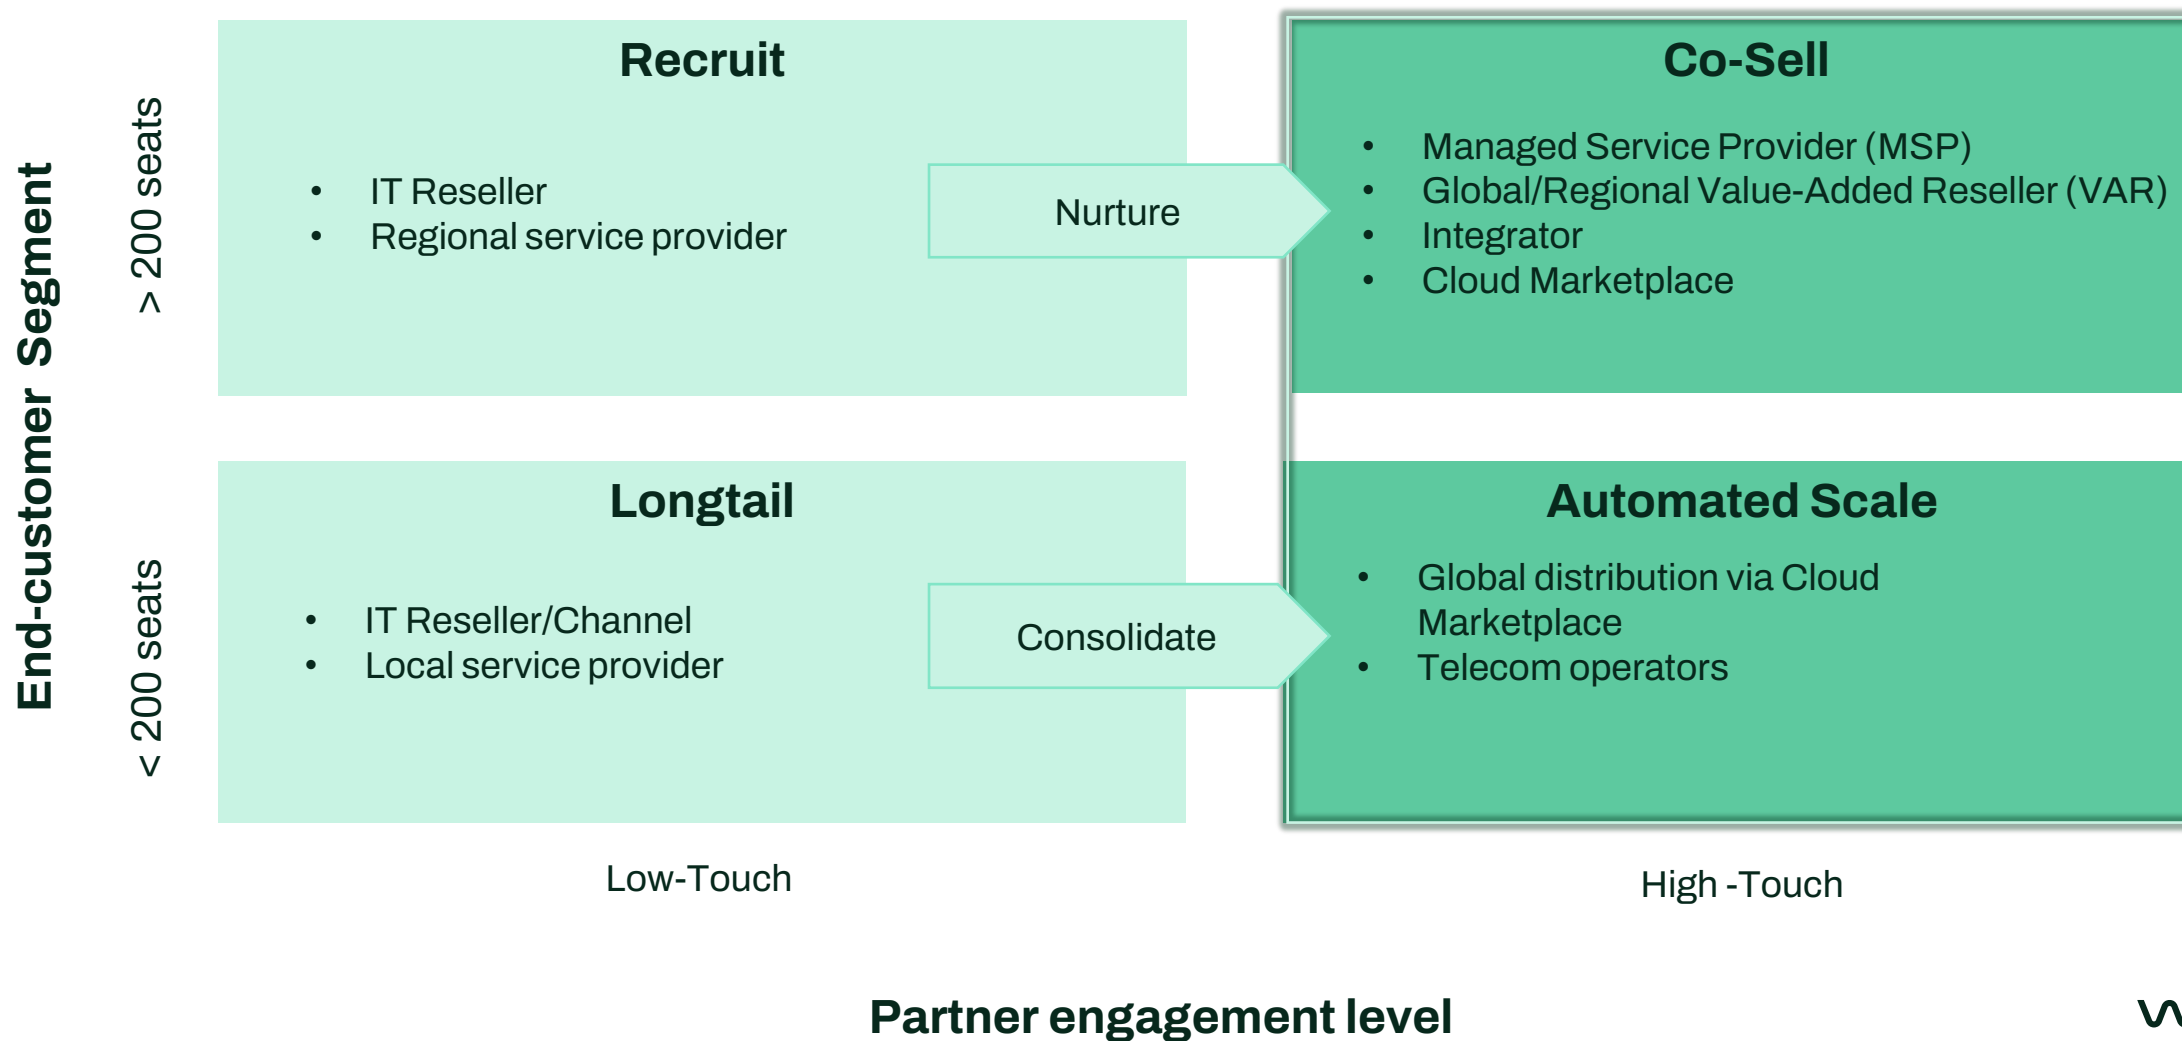 End-customer Segment
> 200 seats
Recruit
• IT Reseller
• Regional service provider
Nurture
Co-Sell
• Managed Service Provider (MSP)
• Global/Regional Value-Added Reseller (VAR)
• Integrator
• Cloud Marketplace
< 200 seats
Longtail
• IT Reseller/Channel
• Local service provider
Consolidate
Automated Scale
• Global distribution via Cloud
Marketplace
• Telecom operators
Low-Touch
High -Touch
Partner engagement level